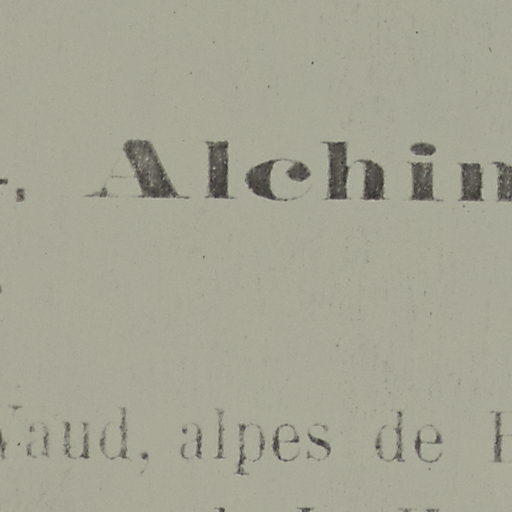 Alchim
Vaud, alpes de